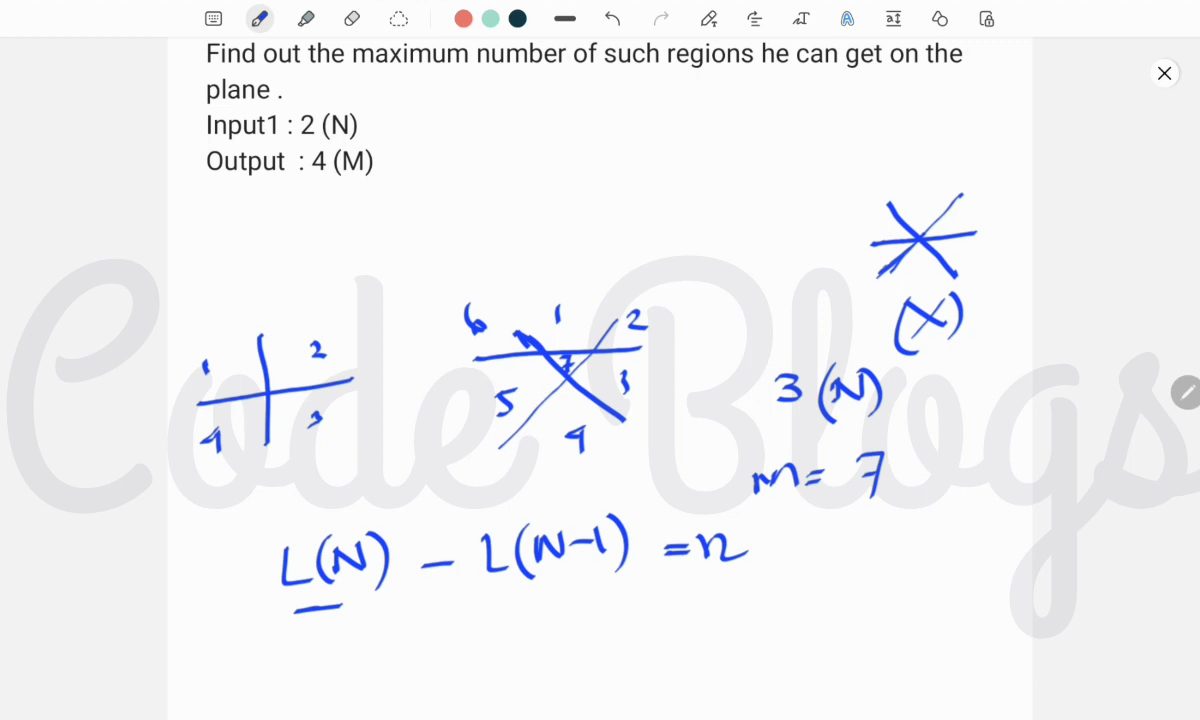 Find out the maximum number of such regions he can get on the
plane .
Input1 : 2 (N)
Output : 4 (M)
1 2
4 3
6 1 2
7
5 3
4
(X)
3 (N)
m = 7
L(N) - L(N-1) = n
Code Blogs